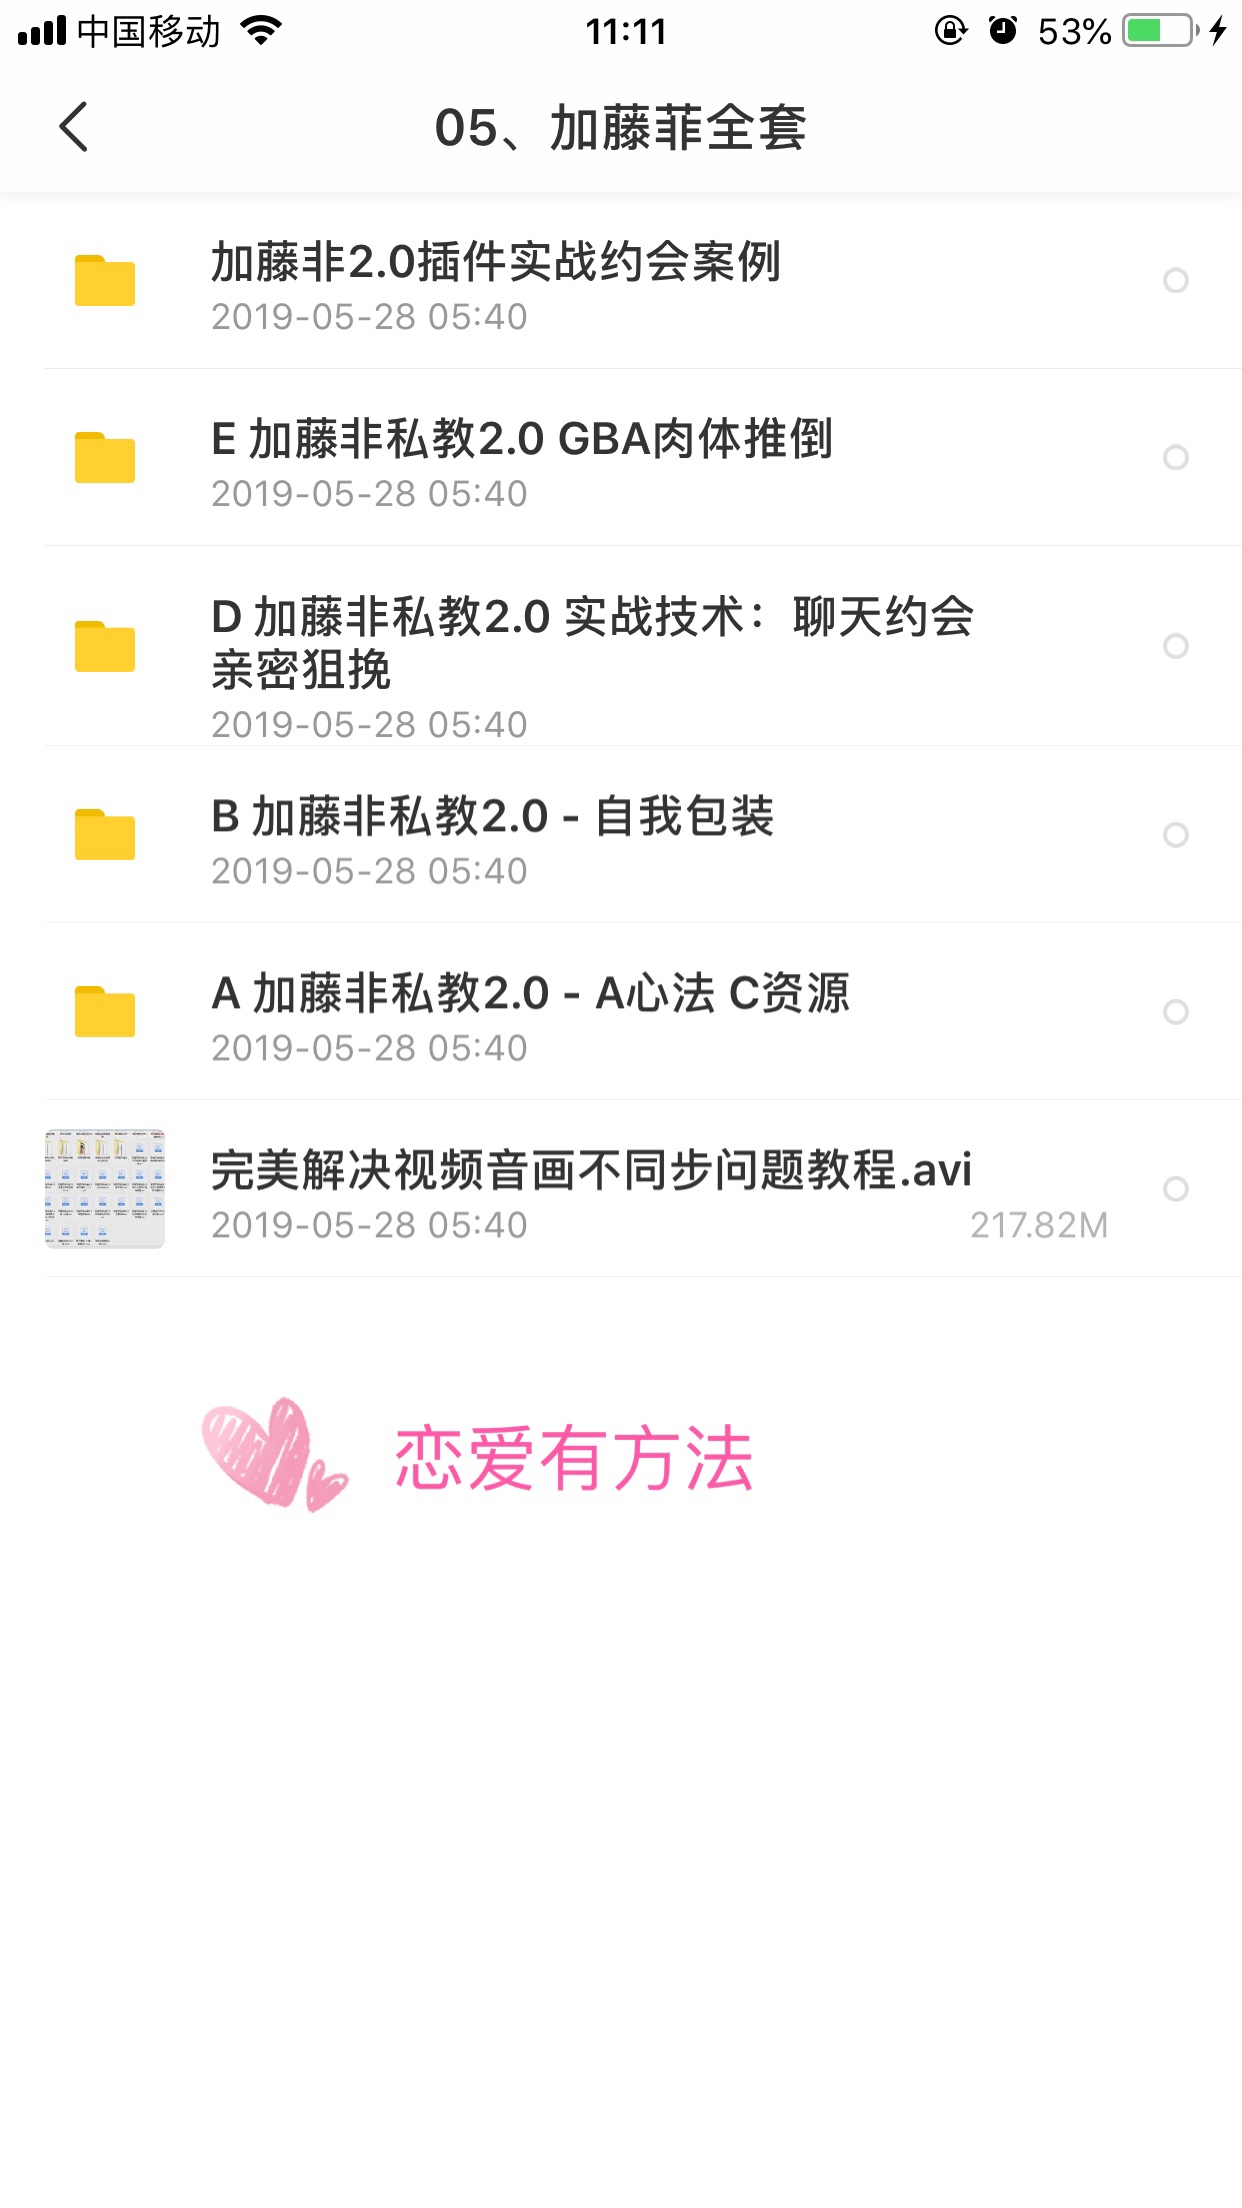 中国移动 11:11 53%
05、加藤菲全套
加藤非2.0插件实战约会案例
2019-05-28 05:40
E 加藤非私教2.0 GBA肉体推倒
2019-05-28 05:40
D 加藤非私教2.0 实战技术：聊天约会
亲密狙挽
2019-05-28 05:40
B 加藤非私教2.0 - 自我包装
2019-05-28 05:40
A 加藤非私教2.0 - A心法 C资源
2019-05-28 05:40
完美解决视频音画不同步问题教程.avi
2019-05-28 05:40 217.82M
恋爱有方法